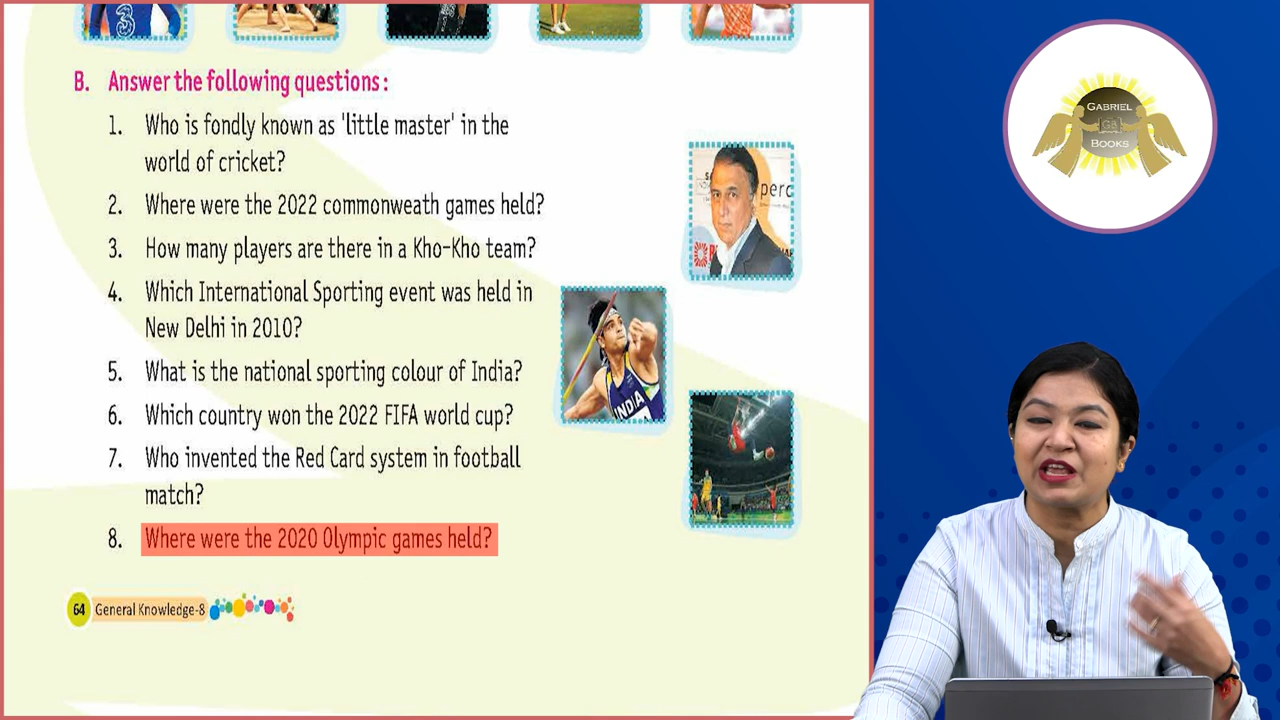 3
B. Answer the following questions :
1. Who is fondly known as 'little master' in the
world of cricket?
2. Where were the 2022 commonweath games held?
3. How many players are there in a Kho-Kho team?
4. Which International Sporting event was held in
New Delhi in 2010?
5. What is the national sporting colour of India?
6. Which country won the 2022 FIFA world cup?
7. Who invented the Red Card system in football
match?
8. Where were the 2020 Olympic games held?
64 General Knowledge-8
perc
INDIA
GABRIEL
GB
BOOKS